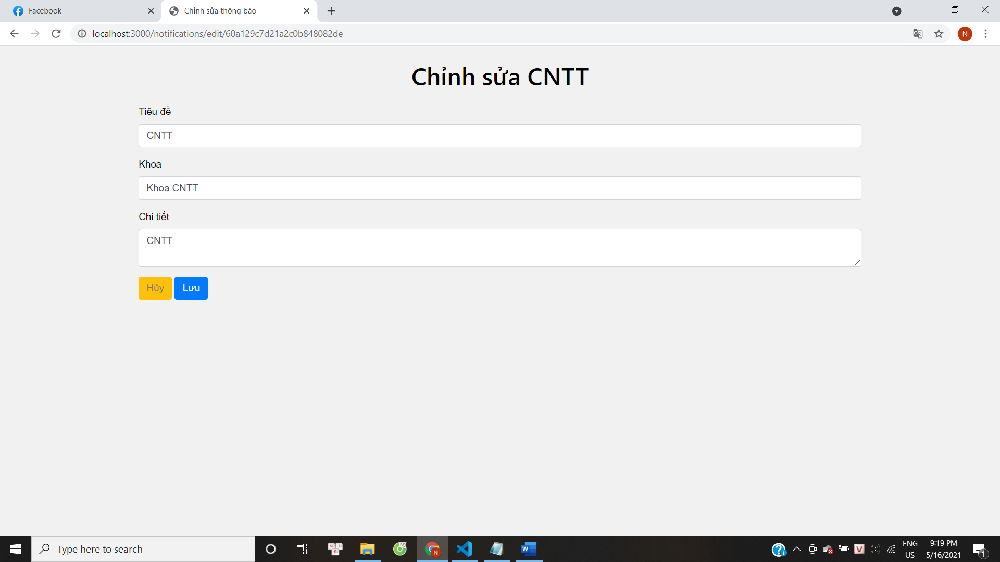 Facebook
Chỉnh sửa thông báo
localhost:3000/notifications/edit/60a129c7d21a2c0b848082de
N
Chỉnh sửa CNTT
Tiêu đề
CNTT
Khoa
Khoa CNTT
Chi tiết
CNTT
Hủy Lưu
Type here to search
ENG
US
9:19 PM
5/16/2021
1